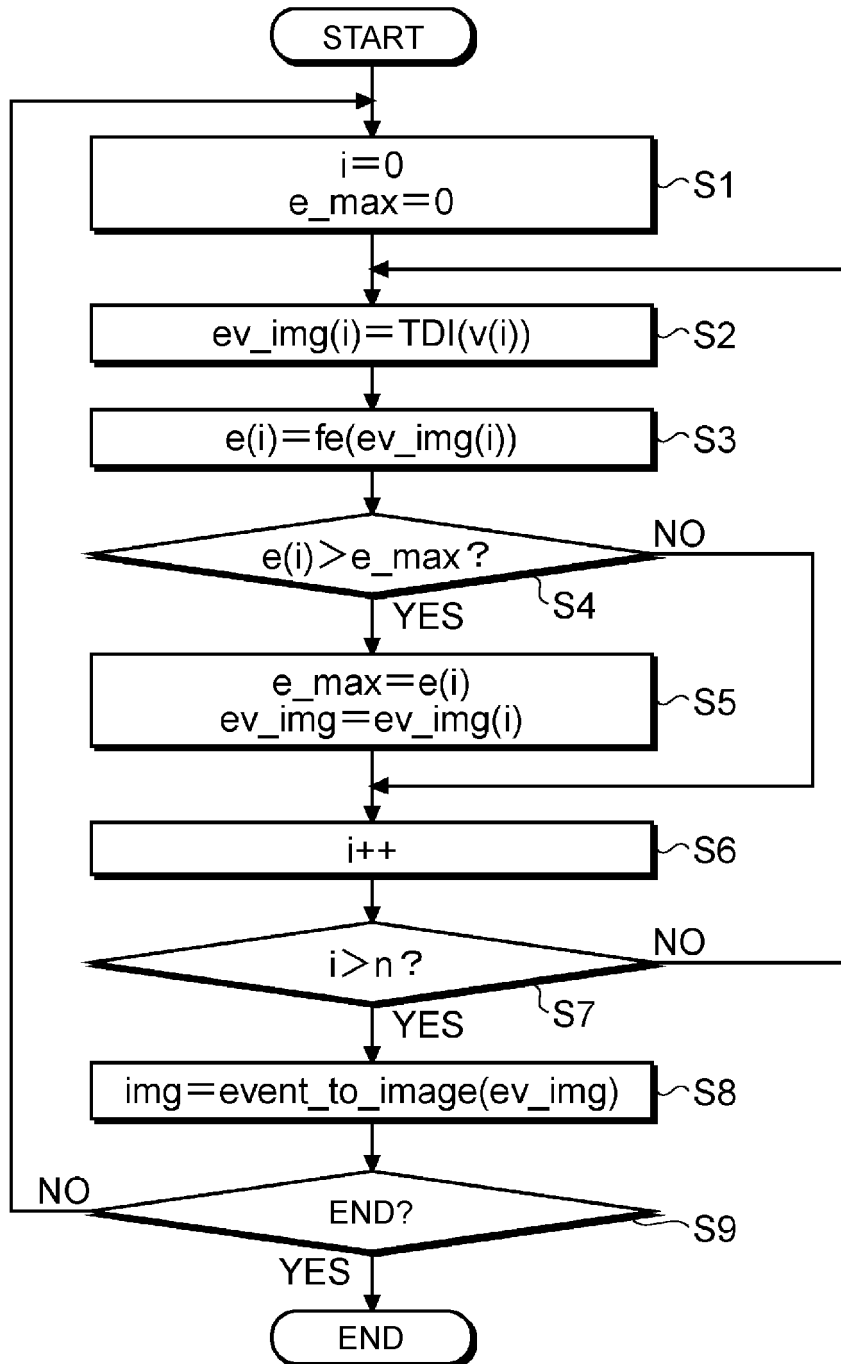 START
i=0
e_max=0
S1
ev_img(i)=TDI(v(i))
S2
e(i)=fe(ev_img(i))
S3
e(i)>e_max?
NO
S4
YES
e_max=e(i)
ev_img=ev_img(i)
S5
i++
S6
i>n?
NO
S7
YES
img=event_to_image(ev_img)
S8
NO
END?
S9
YES
END